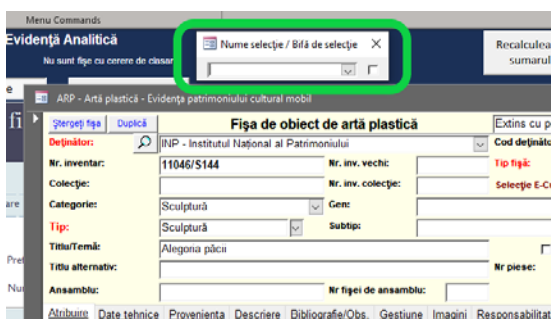 Menu Commands
Evidență Analitică
Nu sunt fișe cu cerere de
Nume selecție / Bifă de selecție
sumarul
ARP - Artă plastică - Evidența patrimoniului cultural mobil
Ștergeți fișa Duplică Fișa de obiect de artă plastică Extins cu
Deținător: INP - Institutul Național al Patrimoniului Cod
Nr. inventar: 11046/S144 Nr. inv. vechi: Tip fișă:
Colecție: Nr. inv. colecție: Selecție
Categorie: Sculptură Gen:
Tip: Sculptură Subtip:
Titlu/Temă: Alegoria păcii
Titlu alternativ: Nr piese:
Ansamblu: Nr fișei de ansamblu:
Atribuire Date tehnice Proveniența Descriere Bibliografie/Obs. Gestiune Imagini